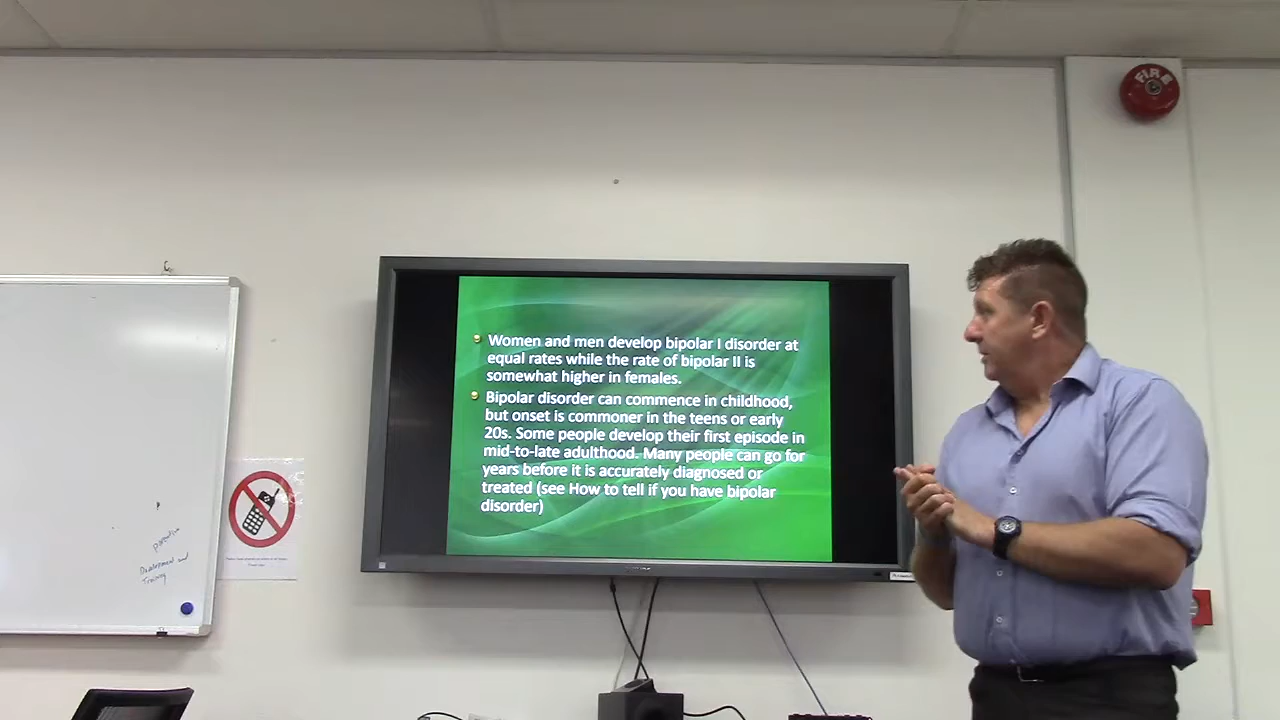 FIRE
Women and men develop bipolar I disorder at
equal rates while the rate of bipolar II is
somewhat higher in females.
Bipolar disorder can commence in childhood,
but onset is commoner in the teens or early
20s. Some people develop their first episode in
mid-to-late adulthood. Many people can go for
years before it is accurately diagnosed or
treated (see How to tell if you have bipolar
disorder)
Development and
Training